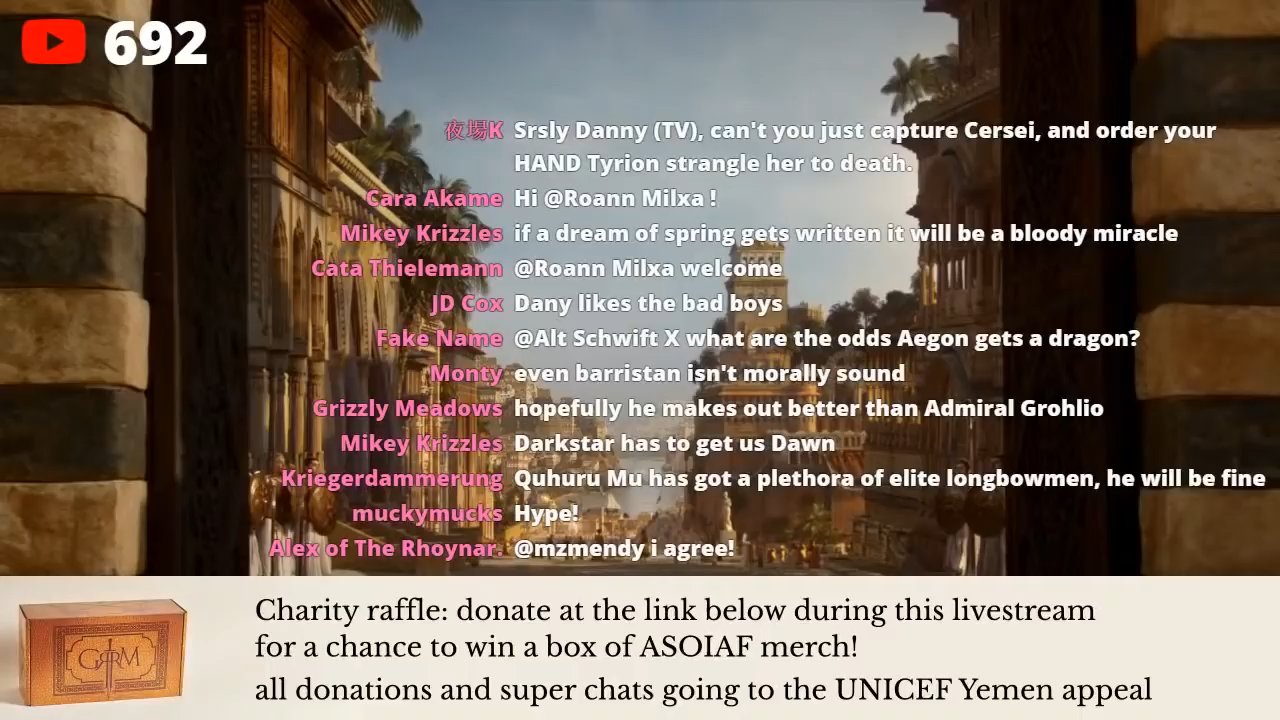 692
夜場K Srsly Danny (TV), can't you just capture Cersei, and order your
HAND Tyrion strangle her to death.
Cara Akame Hi @Roann Milxa !
Mikey Krizzles if a dream of spring gets written it will be a bloody miracle
Cata Thielemann @Roann Milxa welcome
JD Cox Dany likes the bad boys
Fake Name @Alt Schwift X what are the odds Aegon gets a dragon?
Monty even barristan isn't morally sound
Grizzly Meadows hopefully he makes out better than Admiral Grohlio
Mikey Krizzles Darkstar has to get us Dawn
Kriegerdammerung Quhuru Mu has got a plethora of elite longbowmen, he will be fine
muckymucks Hype!
Alex of The Rhoynar. @mzmendy i agree!
GRRM
Charity raffle: donate at the link below during this livestream
for a chance to win a box of ASOIAF merch!
all donations and super chats going to the UNICEF Yemen appeal